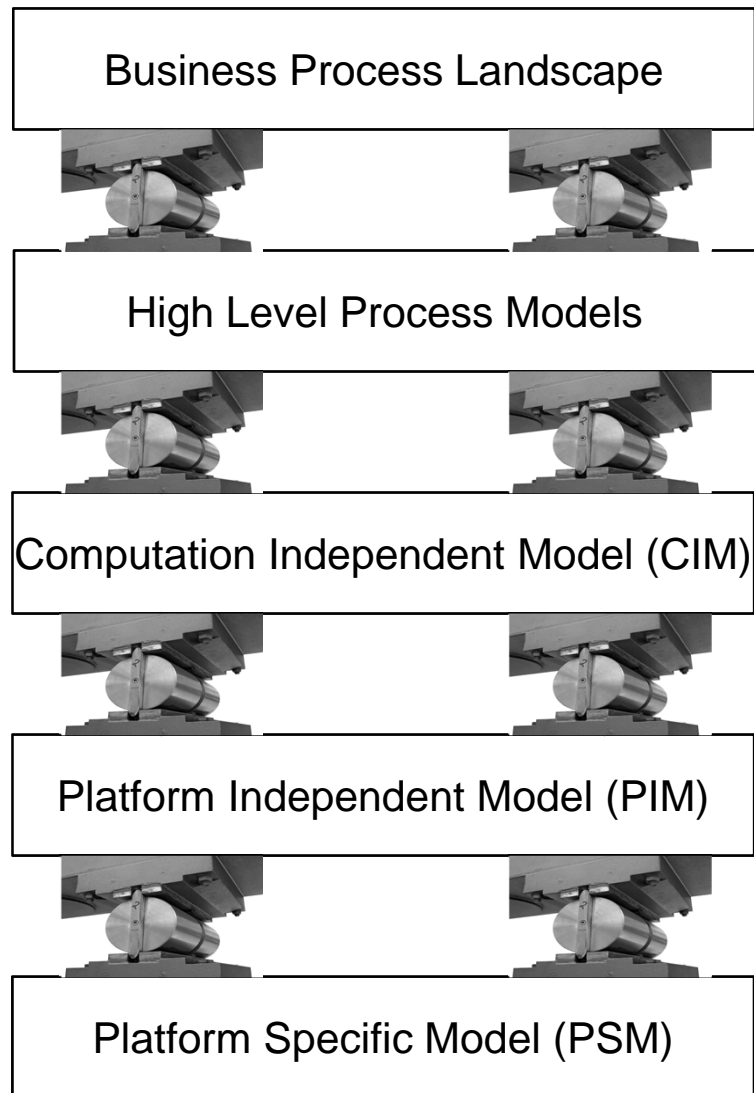 Business Process Landscape
High Level Process Models
Computation Independent Model (CIM)
Platform Independent Model (PIM)
Platform Specific Model (PSM)